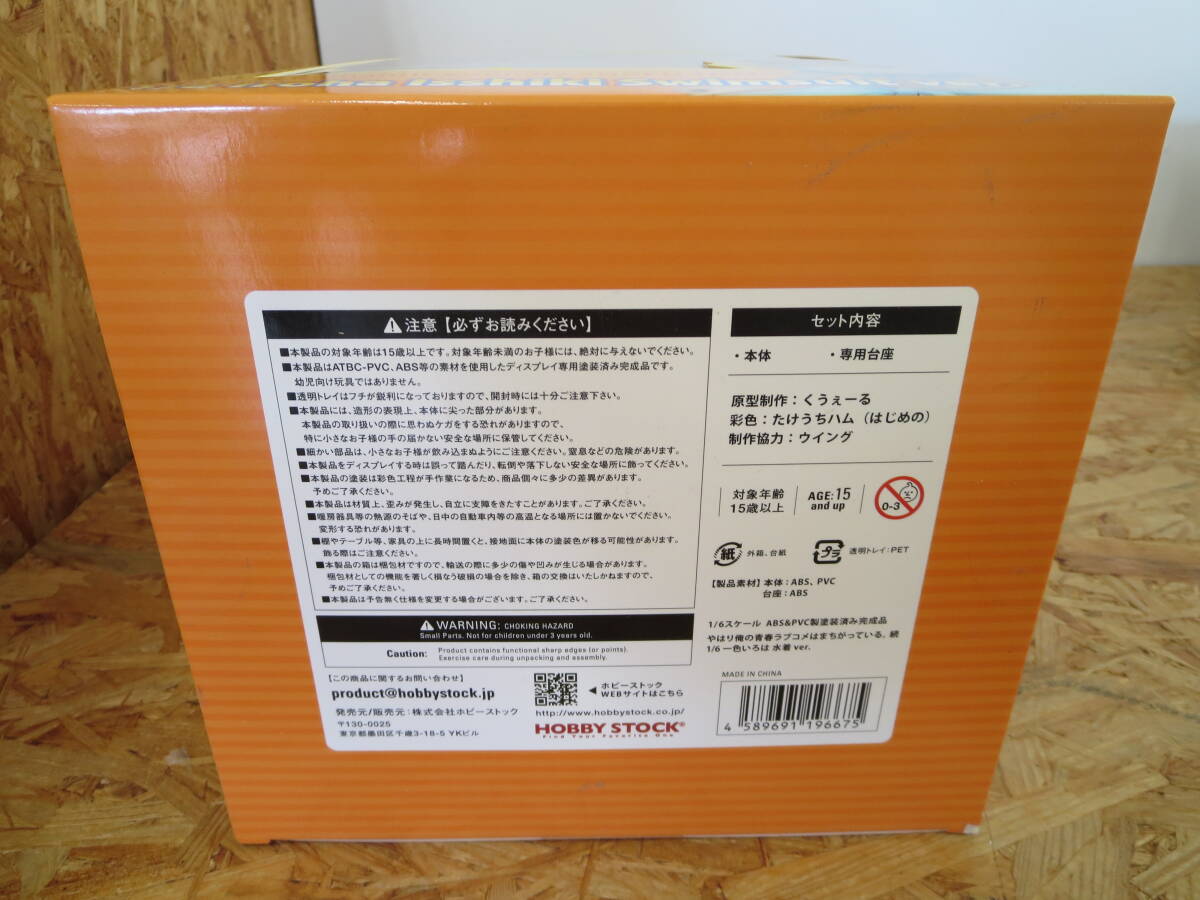 ⚠注意【必ずお読みください】
■本製品の対象年齢は15歳以上です。対象年齢未満のお子様には、絶対に与えないでください。
■本製品はATBC-PVC、ABS等の素材を使用したディスプレイ専用塗装済み完成品です。
幼児向け玩具ではありません。
■透明トレイはフチが鋭利になっておりますので、開封時には十分ご注意下さい。
■本製品には、造形の表現上、本体に尖った部分があります。
本製品の取り扱いの際に思わぬケガをする恐れがありますので、
特に小さなお子様の手の届かない安全な場所に保管してください。
■細かい部品は、小さなお子様が飲み込まぬようにご注意ください。窒息などの危険があります。
■本製品をディスプレイする時は誤って踏んだり、転倒や落下しない安全な場所に飾ってください。
■本製品の塗装は彩色工程が手作業になるため、商品個々に多少の差異があります。
予めご了承ください。
■本製品は材質上、歪みが発生し、自立に支障をきたすことがあります。ご了承ください。
■暖房器具等の熱源のそばや、日中の自動車内等の高温となる場所には置かないでください。
変形する恐れがあります。
■棚やテーブル等、家具の上に長時間置くと、接地面に本体の塗装色が移る可能性があります。
飾る際はご注意ください。
■本製品の箱は梱包材ですので、輸送の際に多少の傷や凹みが生じる場合があります。
梱包材としての機能を著しく損なう破損の場合を除き、箱の交換はいたしかねますので、
予めご了承ください。
■本製品は予告無く仕様を変更する場合がございます。ご了承ください。
⚠WARNING: CHOKING HAZARD
Small Parts. Not for children under 3 years old.
Caution: Product contains functional sharp edges (or points).
Exercise care during unpacking and assembly.
【この商品に関するお問い合わせ】
product@hobbystock.jp
発売元/販売元：株式会社ホビーストック
〒130-0025
東京都墨田区千歳3-18-5 YKビル
◀ホビーストック
WEBサイトはこちら
http://www.hobbystock.co.jp/
HOBBY STOCK®
Find Your Favorite One
セット内容
・本体 ・専用台座
原型制作：くうぇーる
彩色：たけうちハム（はじめの）
制作協力：ウイング
対象年齢
15歳以上
AGE:15
and up
0-3
紙 外箱、台紙
プラ 透明トレイ：PET
【製品素材】本体：ABS、PVC
台座：ABS
1/6スケール ABS&PVC製塗装済み完成品
やはり俺の青春ラブコメはまちがっている。続
1/6 一色いろは 水着 ver.
MADE IN CHINA
4 589691 196675